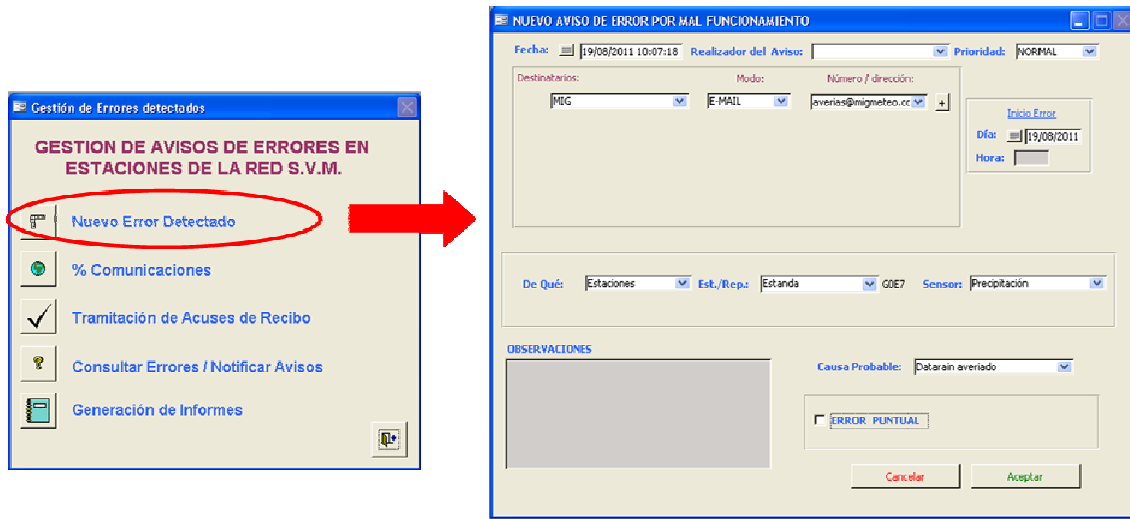 Gestión de Errores detectados
GESTION DE AVISOS DE ERRORES EN
ESTACIONES DE LA RED S.V.M.
Nuevo Error Detectado
% Comunicaciones
Tramitación de Acuses de Recibo
Consultar Errores / Notificar Avisos
Generación de Informes
NUEVO AVISO DE ERROR POR MAL FUNCIONAMIENTO
Fecha: 19/08/2011 10:07:18 Realizador del Aviso: Prioridad: NORMAL
Destinatarios: Modo: Número / dirección:
MIG E-MAIL averias@migmeteo.cc +
Inicio Error
Día: 19/08/2011
Hora:
De Qué: Estaciones Est./Rep.: Estanda G0E7 Sensor: Precipitación
OBSERVACIONES
Causa Probable: Datarain averiado
ERROR PUNTUAL
Cancelar Aceptar